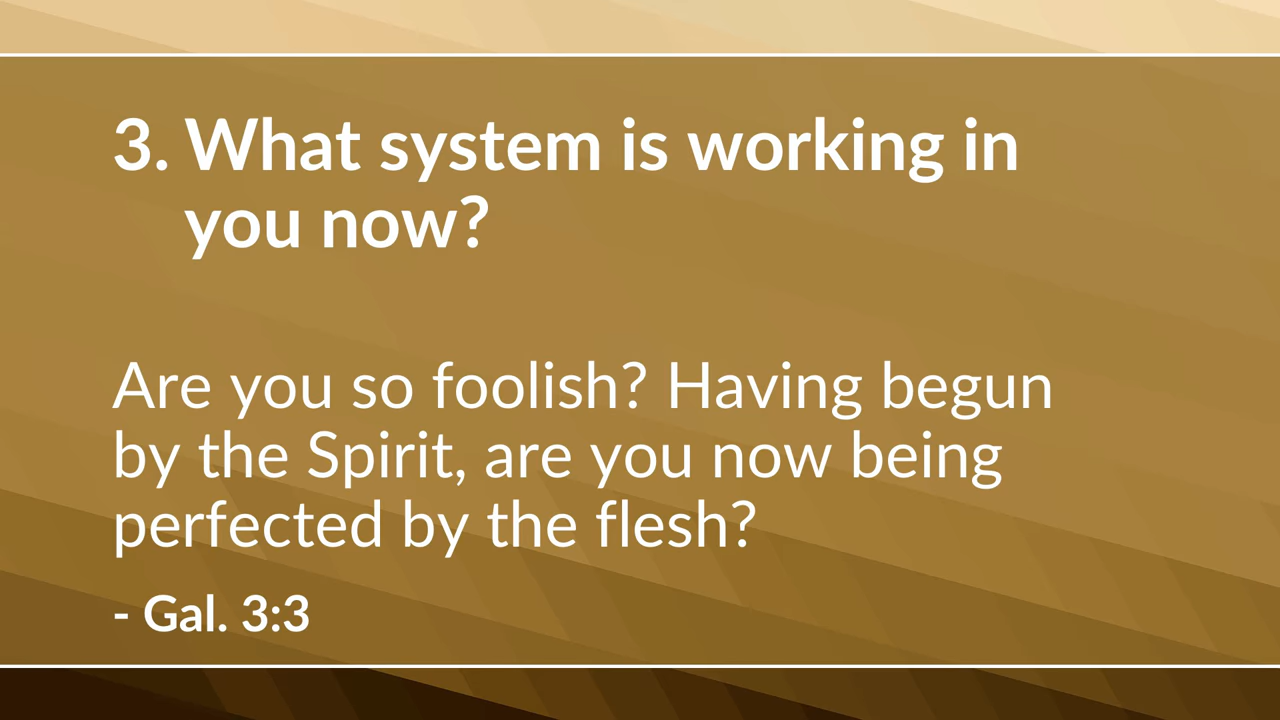 3. What system is working in
you now?
Are you so foolish? Having begun
by the Spirit, are you now being
perfected by the flesh?
- Gal. 3:3